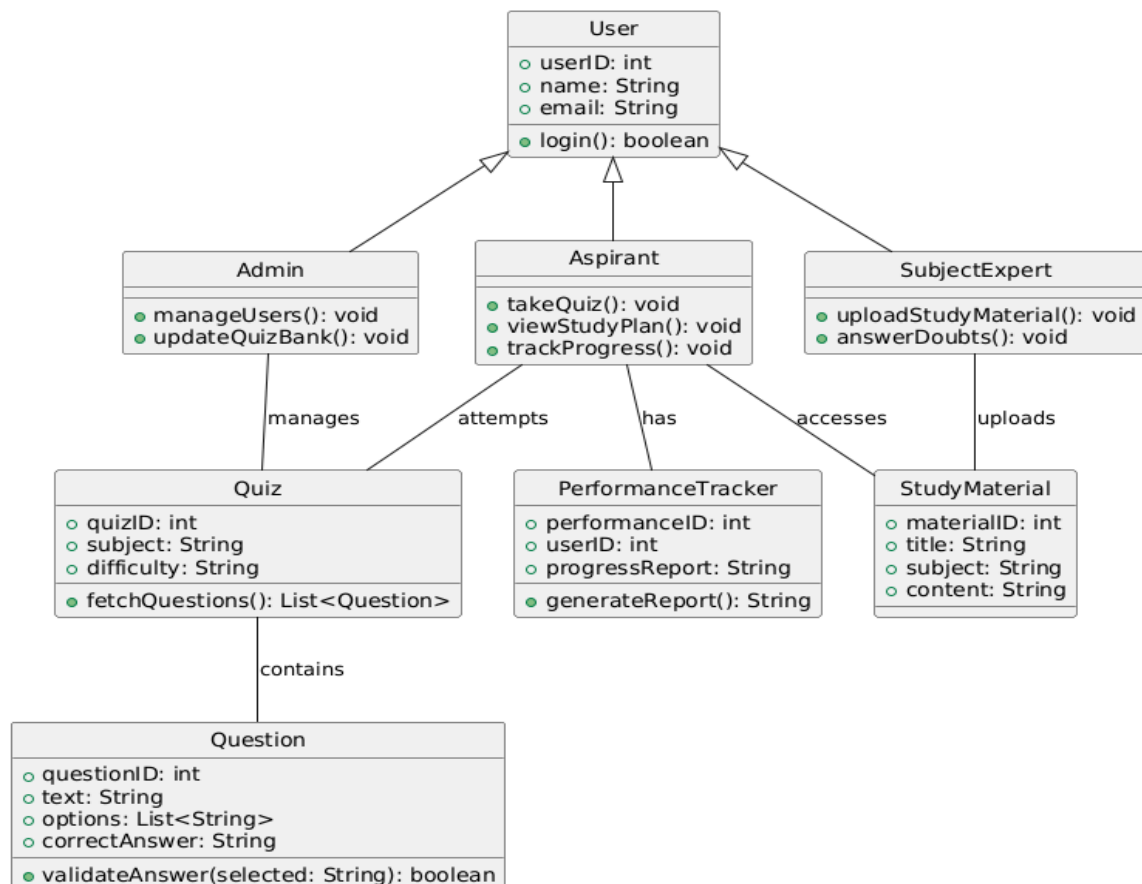 User
userID: int
name: String
email: String
login(): boolean
Admin
manageUsers(): void
updateQuizBank(): void
Aspirant
takeQuiz(): void
viewStudyPlan(): void
trackProgress(): void
SubjectExpert
uploadStudyMaterial(): void
answerDoubts(): void
manages
attempts
has
accesses
uploads
Quiz
quizID: int
subject: String
difficulty: String
fetchQuestions(): List<Question>
PerformanceTracker
performanceID: int
userID: int
progressReport: String
generateReport(): String
StudyMaterial
materialID: int
title: String
subject: String
content: String
contains
Question
questionID: int
text: String
options: List<String>
correctAnswer: String
validateAnswer(selected: String): boolean